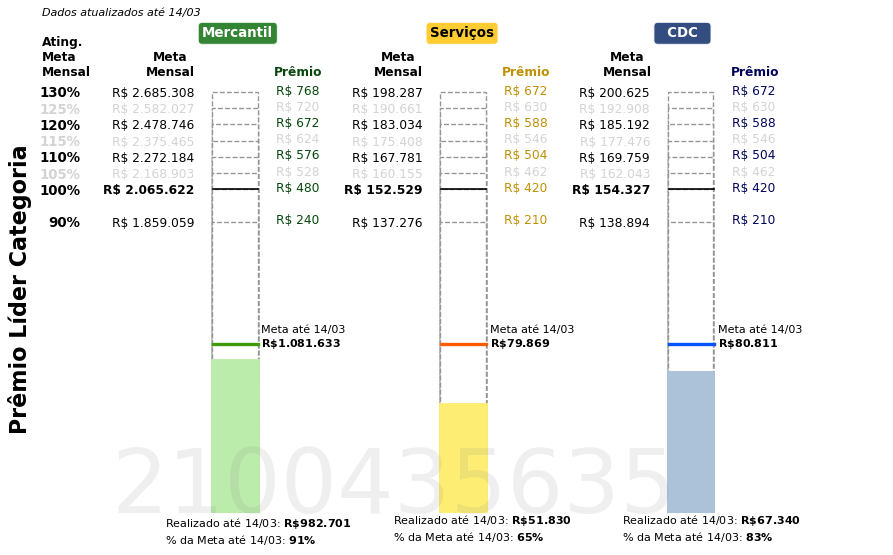 Dados atualizados até 14/03
Mercantil
Serviços
CDC
Ating.
Meta
Mensal
Meta
Mensal
Prêmio
Meta
Mensal
Prêmio
Meta
Mensal
Prêmio
130% R$ 2.685.308 R$ 768 R$ 198.287 R$ 672 R$ 200.625 R$ 672
125% R$ 2.582.027 R$ 720 R$ 190.661 R$ 630 R$ 192.908 R$ 630
120% R$ 2.478.746 R$ 672 R$ 183.034 R$ 588 R$ 185.192 R$ 588
115% R$ 2.375.465 R$ 624 R$ 175.408 R$ 546 R$ 177.476 R$ 546
110% R$ 2.272.184 R$ 576 R$ 167.781 R$ 504 R$ 169.759 R$ 504
105% R$ 2.168.903 R$ 528 R$ 160.155 R$ 462 R$ 162.043 R$ 462
100% R$ 2.065.622 R$ 480 R$ 152.529 R$ 420 R$ 154.327 R$ 420
90% R$ 1.859.059 R$ 240 R$ 137.276 R$ 210 R$ 138.894 R$ 210
Prêmio Líder Categoria
Meta até 14/03
R$1.081.633
Meta até 14/03
R$79.869
Meta até 14/03
R$80.811
2100435635
Realizado até 14/03: R$982.701
% da Meta até 14/03: 91%
Realizado até 14/03: R$51.830
% da Meta até 14/03: 65%
Realizado até 14/03: R$67.340
% da Meta até 14/03: 83%